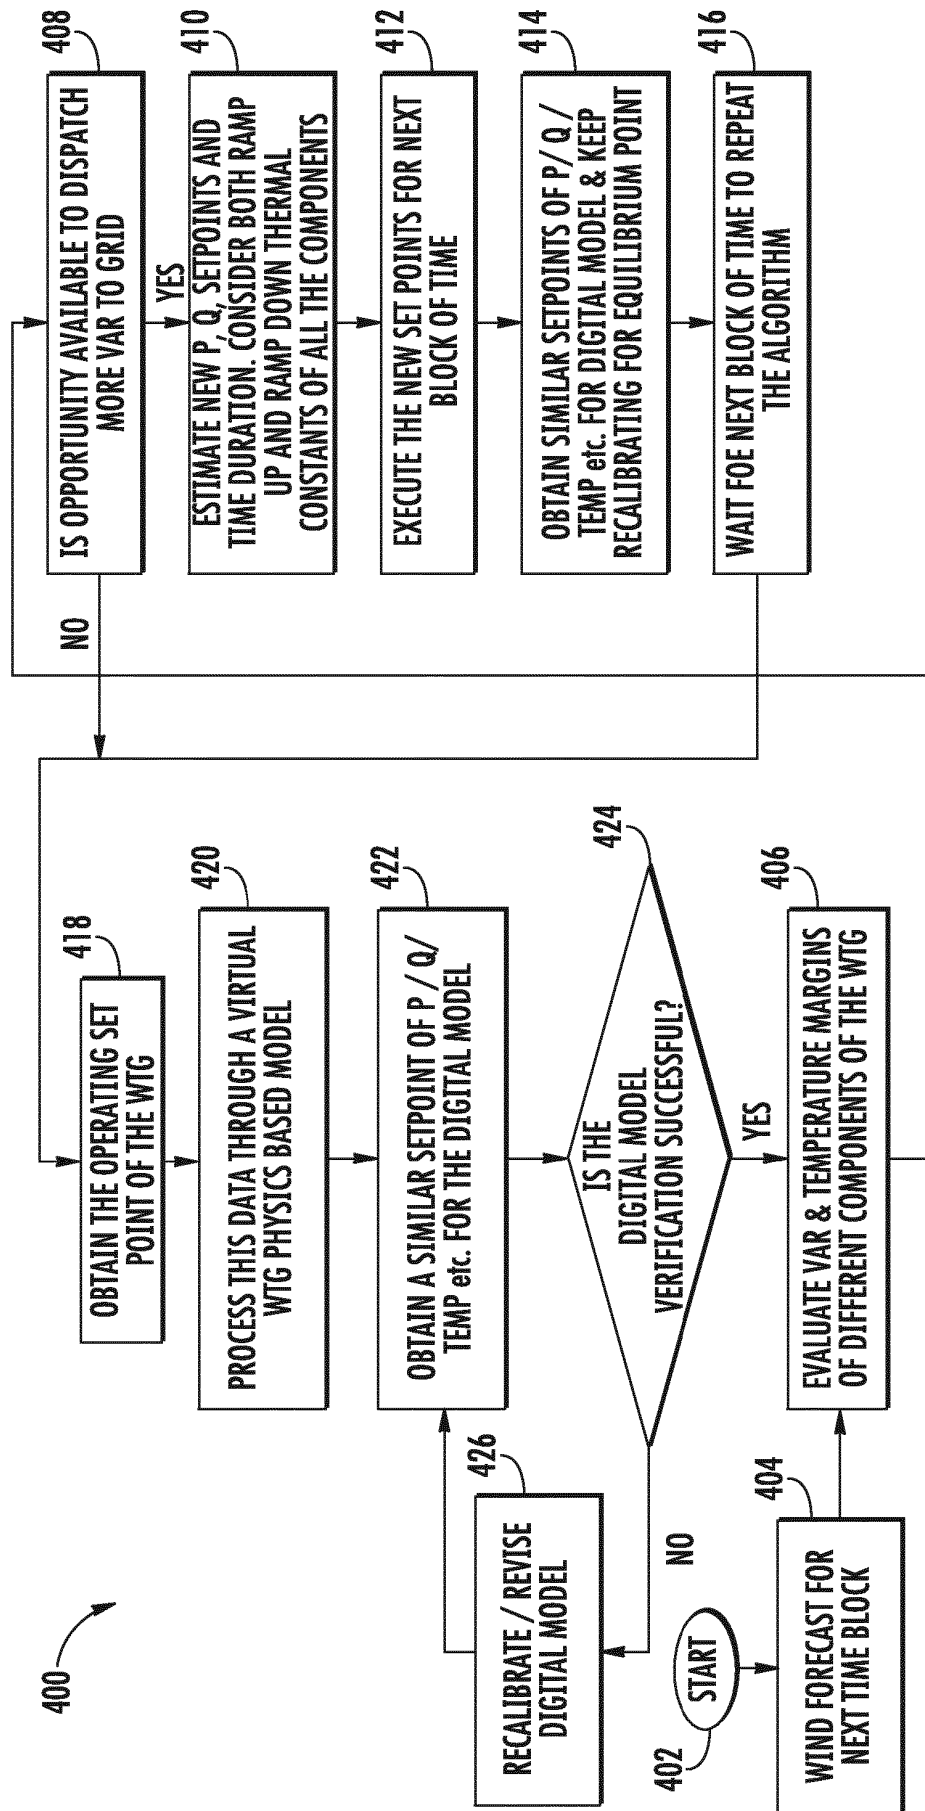 400
402
START
WIND FORECAST FOR
NEXT TIME BLOCK
404
RECALIBRATE / REVISE
DIGITAL MODEL
426
NO
OBTAIN THE OPERATING SET
POINT OF THE WTG
418
PROCESS THIS DATA THROUGH A VIRTUAL
WTG PHYSICS BASED MODEL
420
OBTAIN A SIMILAR SETPOINT OF P / Q/
TEMP etc. FOR THE DIGITAL MODEL
422
IS THE
DIGITAL MODEL
VERIFICATION SUCCESSFUL?
424
YES
EVALUATE VAR & TEMPERATURE MARGINS
OF DIFFERENT COMPONENTS OF THE WTG
406
IS OPPORTUNITY AVAILABLE TO DISPATCH
MORE VAR TO GRID
408
NO
YES
ESTIMATE NEW P, Q, SETPOINTS AND
TIME DURATION. CONSIDER BOTH RAMP
UP AND RAMP DOWN THERMAL
CONSTANTS OF ALL THE COMPONENTS
410
EXECUTE THE NEW SET POINTS FOR NEXT
BLOCK OF TIME
412
OBTAIN SIMILAR SETPOINTS OF P/ Q /
TEMP etc. FOR DIGITAL MODEL & KEEP
RECALIBRATING FOR EQUILIBRIUM POINT
414
WAIT FOE NEXT BLOCK OF TIME TO REPEAT
THE ALGORITHM
416